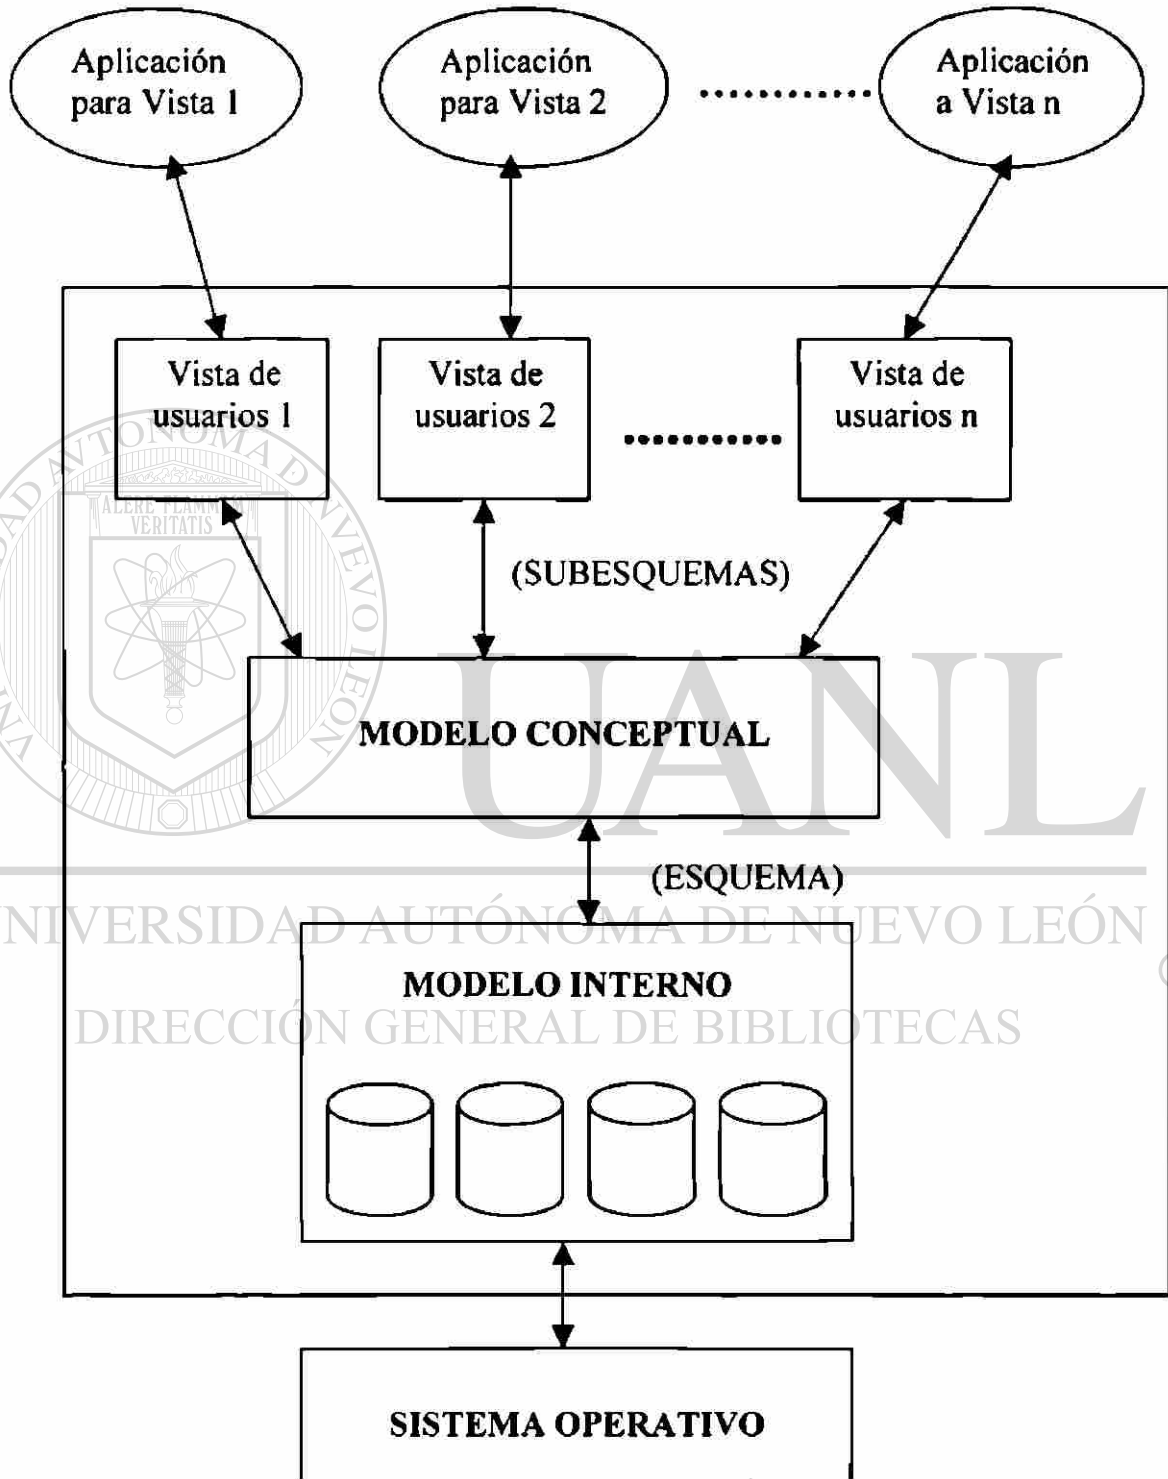 Aplicación
para Vista 1
Aplicación
para Vista 2
Aplicación
a Vista n
Vista de
usuarios 1
Vista de
usuarios 2
Vista de
usuarios n
(SUBESQUEMAS)
MODELO CONCEPTUAL
(ESQUEMA)
MODELO INTERNO
SISTEMA OPERATIVO
ALERE FLAMMAM
VERITATIS
UANL
UNIVERSIDAD AUTÓNOMA DE NUEVO LEÓN
DIRECCIÓN GENERAL DE BIBLIOTECAS